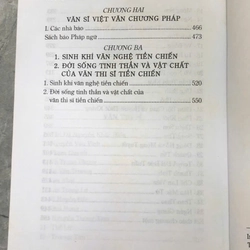 CHƯƠNG HAI
VĂN SĨ VIỆT VĂN CHƯƠNG PHÁP
I. Các nhà báo 466
Sách báo Pháp ngữ 473
CHƯƠNG BA
1. SINH KHÍ VĂN NGHỆ TIỀN CHIẾN
2. ĐỜI SỐNG TINH THẦN VÀ VẬT CHẤT
CỦA VĂN THI SĨ TIỀN CHIẾN
1. Sinh khí văn nghệ tiền chiến 520
2. Đời sống tinh thần và vật chất của
văn thi sĩ tiền chiến 550